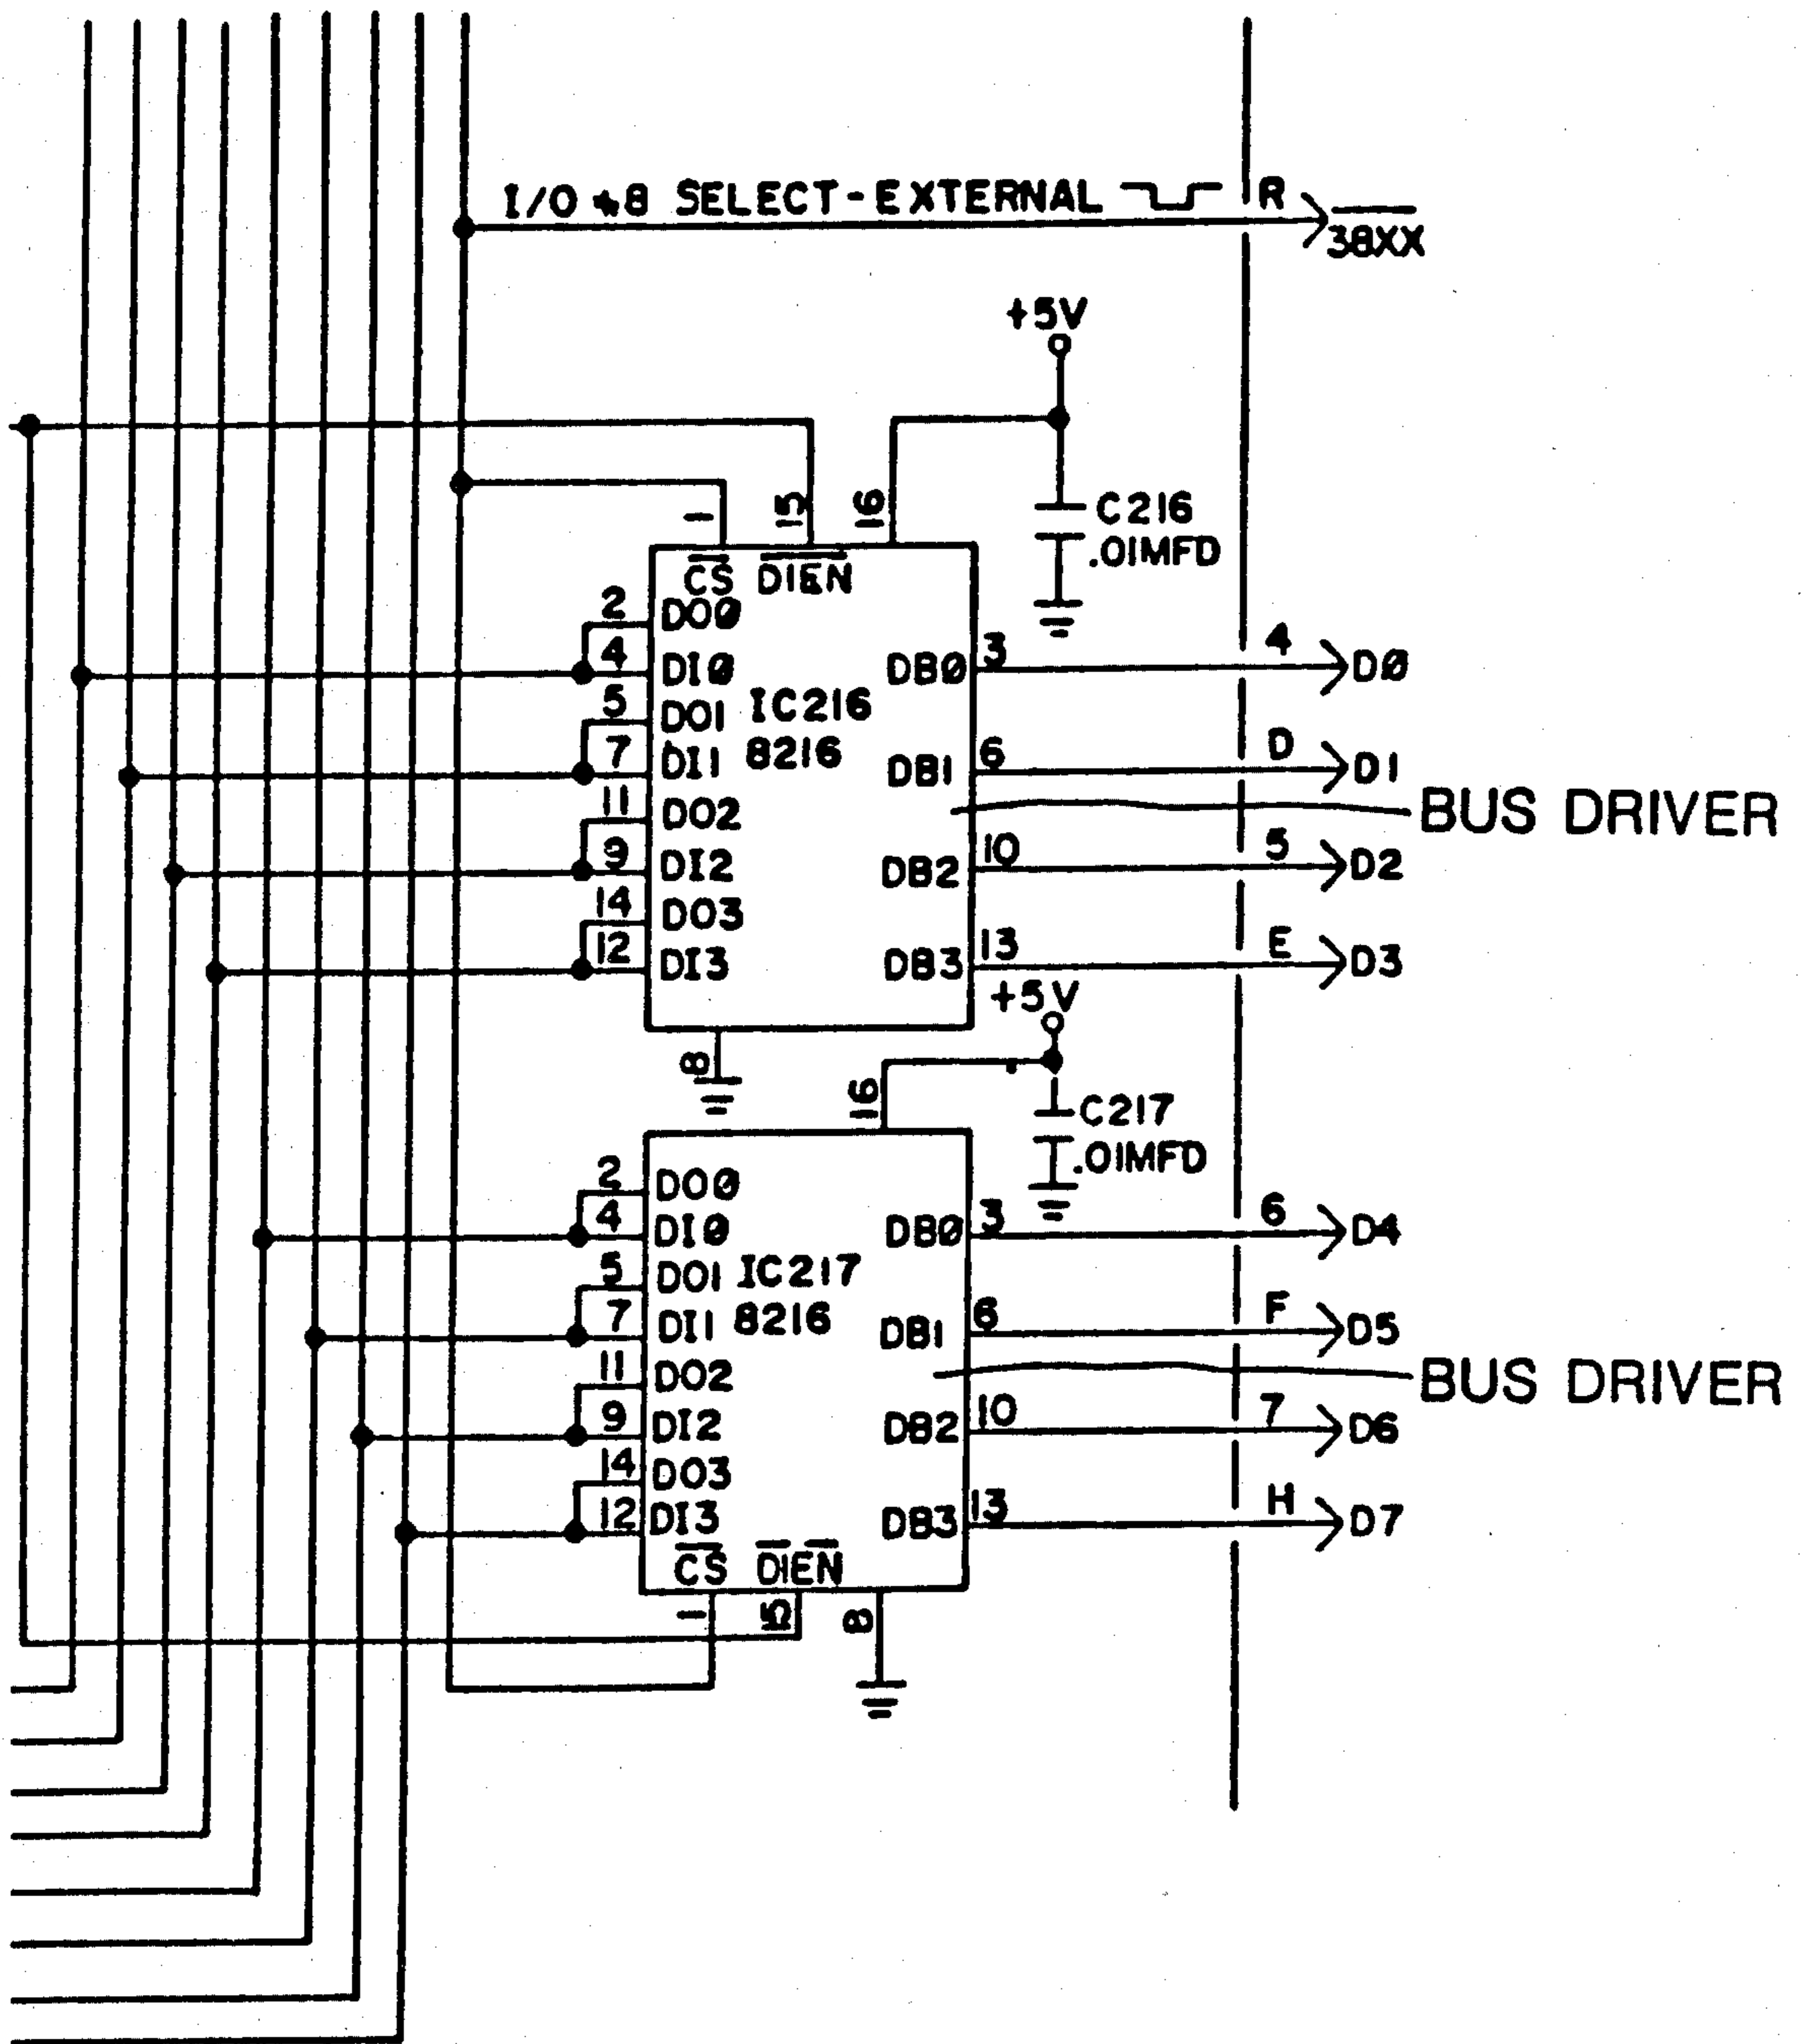 I/O #8 SELECT-EXTERNAL R
38XX
+5V
1 15 16
C216
.01MFD
CS DIEN
2 DO0
4 DI0 DB0 3 4 D0
5 DO1 IC216
7 DI1 8216 DB1 6 D D1
BUS DRIVER
11 DO2
9 DI2 DB2 10 5 D2
14 DO3
12 DI3 DB3 13 E D3
+5V
8
16
C217
.01MFD
2 DO0
4 DI0 DB0 3 6 D4
5 DO1 IC217
7 DI1 8216 DB1 6 F D5
BUS DRIVER
11 DO2
9 DI2 DB2 10 7 D6
14 DO3
12 DI3 DB3 13 H D7
CS DIEN
1 15 8